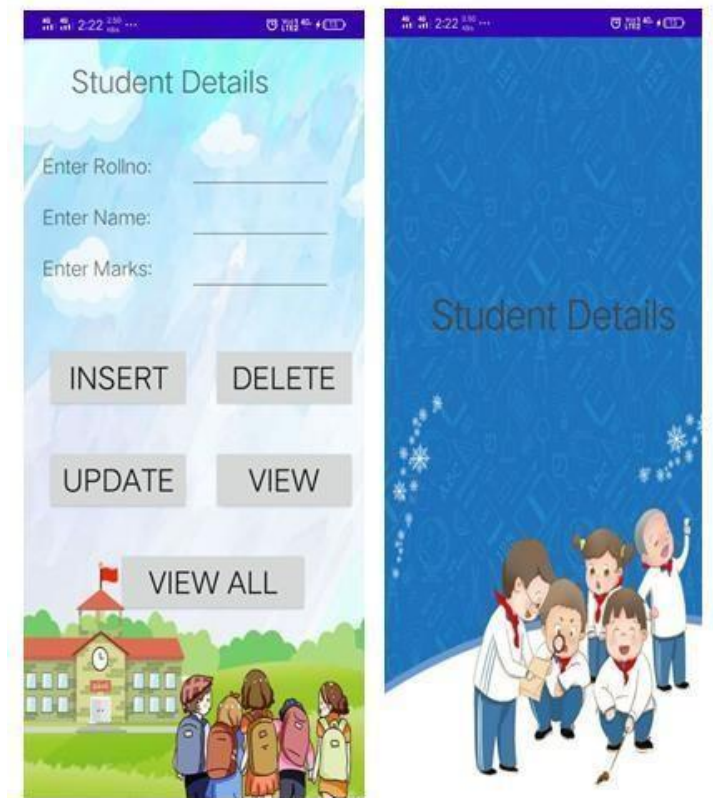 2:22
Student Details
Enter Rollno:
Enter Name:
Enter Marks:
INSERT DELETE
UPDATE VIEW
VIEW ALL
2:22
Student Details